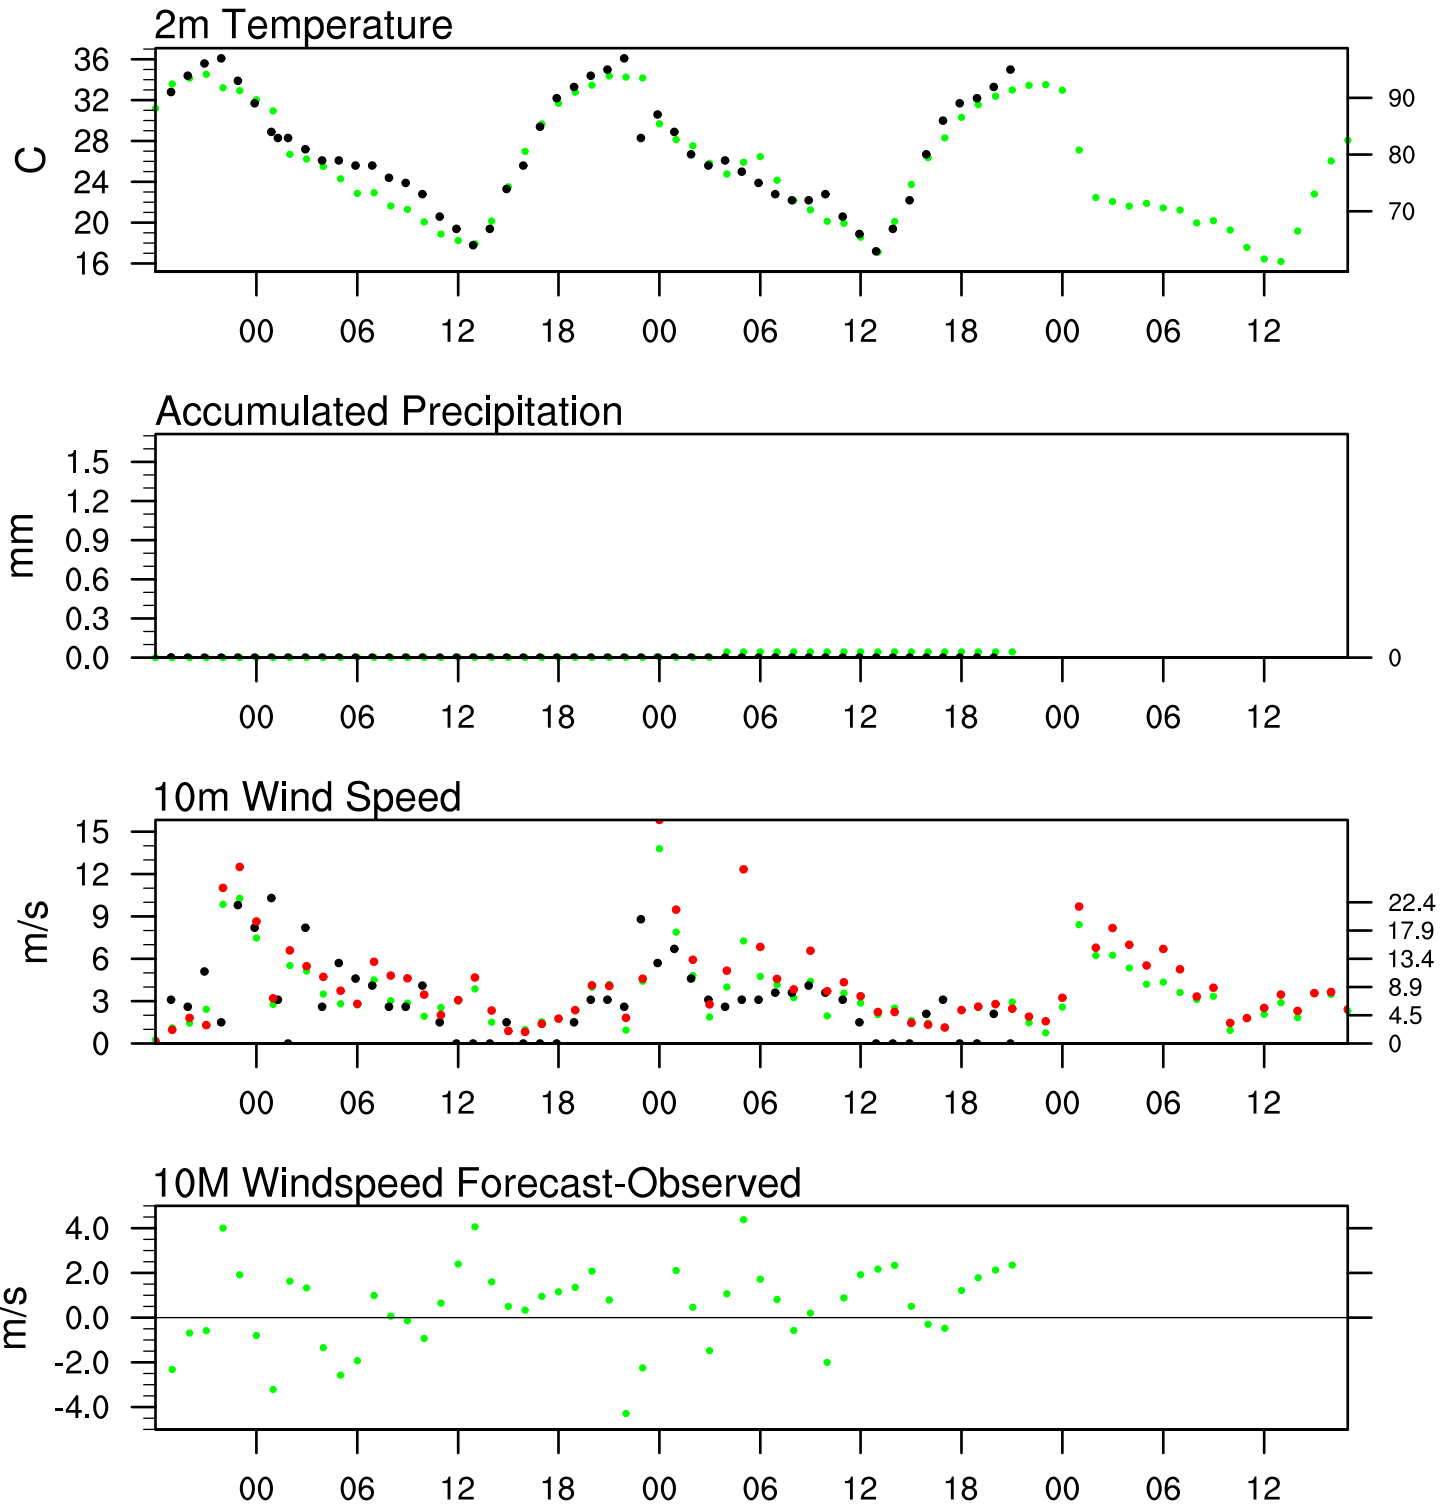 2m Temperature
36
32
28
24
20
16
C
90
80
70
00 06 12 18 00 06 12 18 00 06 12
Accumulated Precipitation
1.5
1.2
0.9
0.6
0.3
0.0
mm
0
00 06 12 18 00 06 12 18 00 06 12
10m Wind Speed
15
12
9
6
3
0
m/s
22.4
17.9
13.4
8.9
4.5
0
00 06 12 18 00 06 12 18 00 06 12
10M Windspeed Forecast-Observed
4.0
2.0
0.0
-2.0
-4.0
m/s
00 06 12 18 00 06 12 18 00 06 12